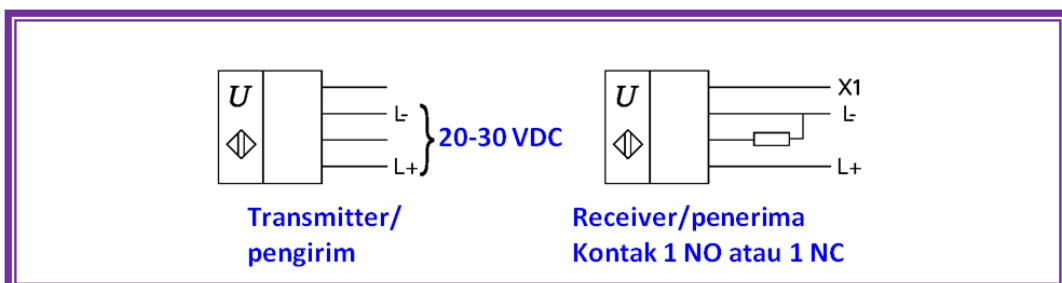 U
L-
L+
20-30 VDC
Transmitter/
pengirim
U
X1
L-
L+
Receiver/penerima
Kontak 1 NO atau 1 NC